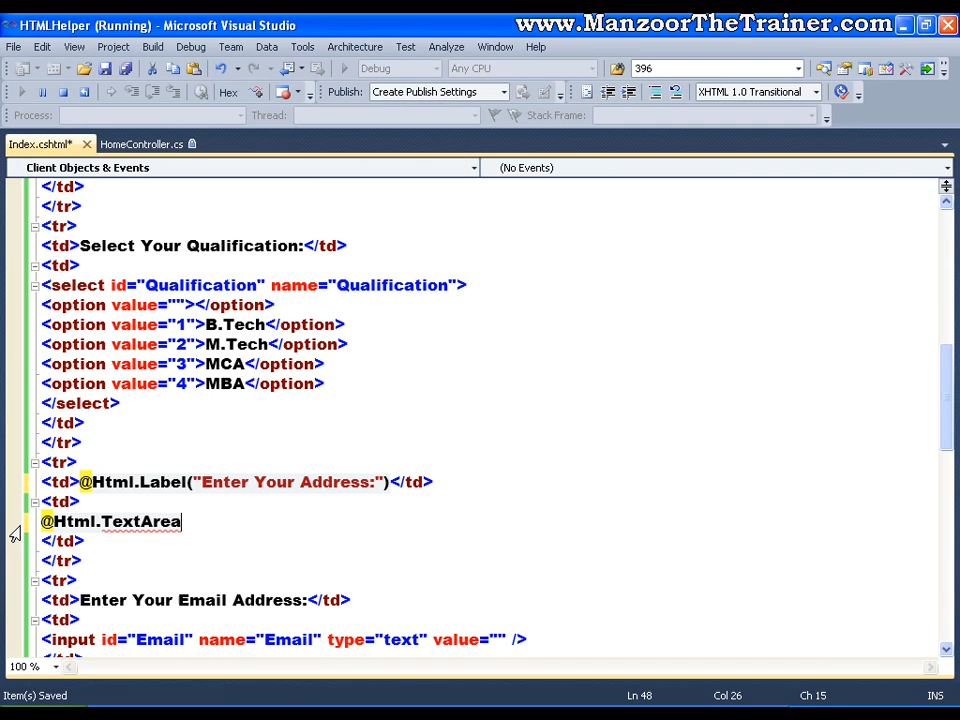 HTMLHelper (Running) - Microsoft Visual Studio
www.ManzoorTheTrainer.com
File Edit View Project Build Debug Team Data Tools Architecture Test Analyze Window Help
Debug Any CPU 396
Hex Publish: Create Publish Settings XHTML 1.0 Transitional
Process: Thread: Stack Frame:
Index.cshtml* HomeController.cs
Client Objects & Events (No Events)
</td>
</tr>
<tr>
<td>Select Your Qualification:</td>
<td>
<select id="Qualification" name="Qualification">
<option value=""></option>
<option value="1">B.Tech</option>
<option value="2">M.Tech</option>
<option value="3">MCA</option>
<option value="4">MBA</option>
</select>
</td>
</tr>
<tr>
<td>@Html.Label("Enter Your Address:")</td>
<td>
@Html.TextArea
</td>
</tr>
<tr>
<td>Enter Your Email Address:</td>
<td>
<input id="Email" name="Email" type="text" value="" />
</td>
100 %
Item(s) Saved Ln 48 Col 26 Ch 15 INS